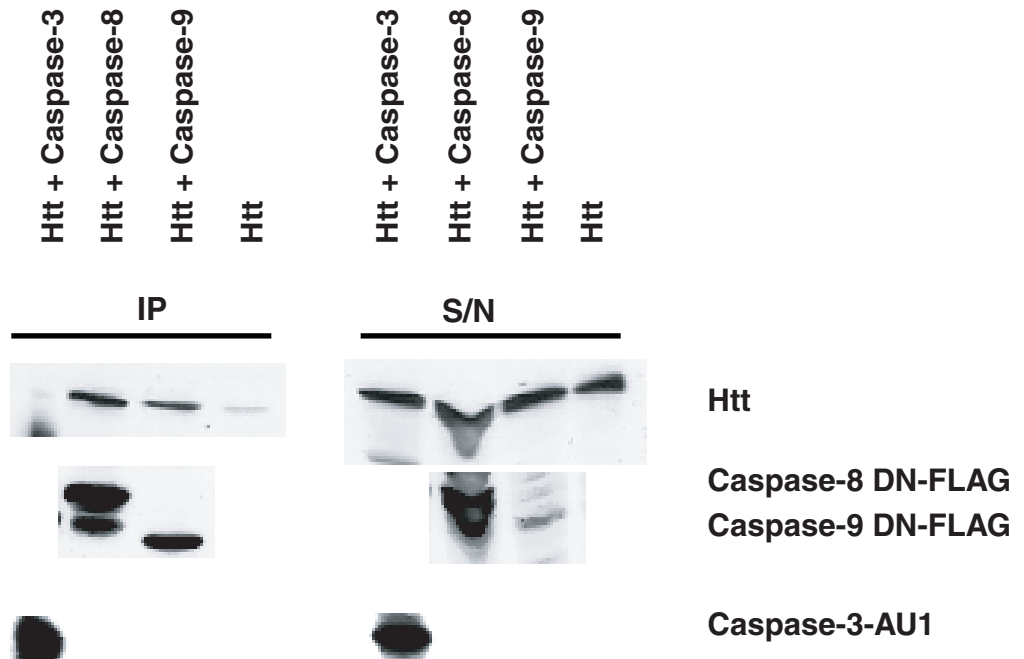 Htt + Caspase-3
Htt + Caspase-8
Htt + Caspase-9
Htt
Htt + Caspase-3
Htt + Caspase-8
Htt + Caspase-9
Htt
IP
S/N
Htt
Caspase-8 DN-FLAG
Caspase-9 DN-FLAG
Caspase-3-AU1